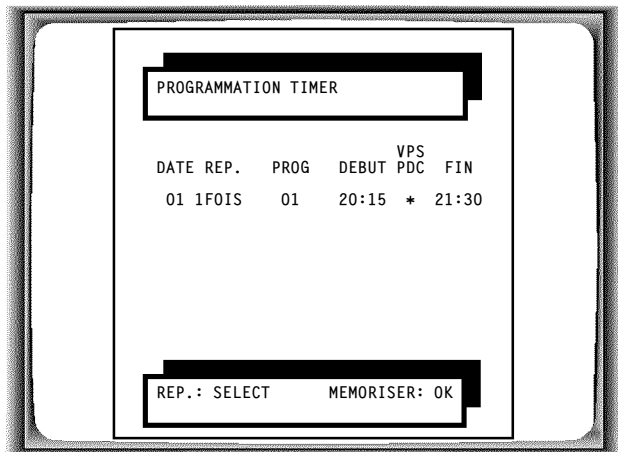 PROGRAMMATION TIMER
VPS
DATE REP. PROG DEBUT PDC FIN
01 1FOIS 01 20:15 * 21:30
REP.: SELECT MEMORISER: OK